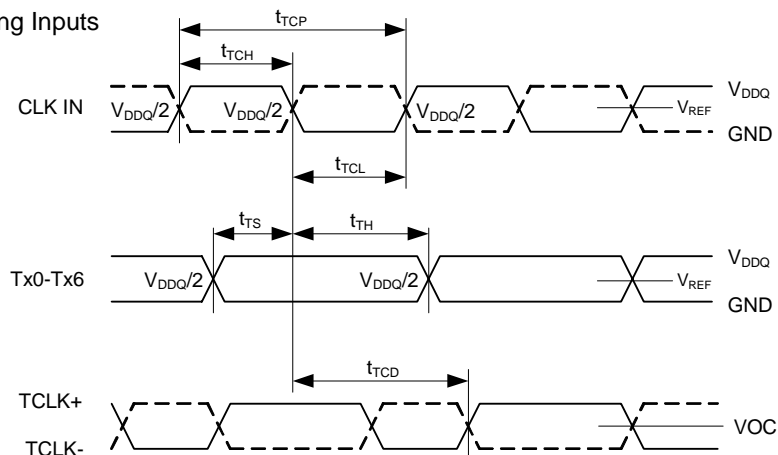 ng Inputs
tTCP
tTCH
CLK IN
VDDQ/2
VDDQ/2
VDDQ/2
VDDQ
VREF
GND
tTCL
tTS
tTH
Tx0-Tx6
VDDQ/2
VDDQ/2
VDDQ
VREF
GND
tTCD
TCLK+
TCLK-
VOC